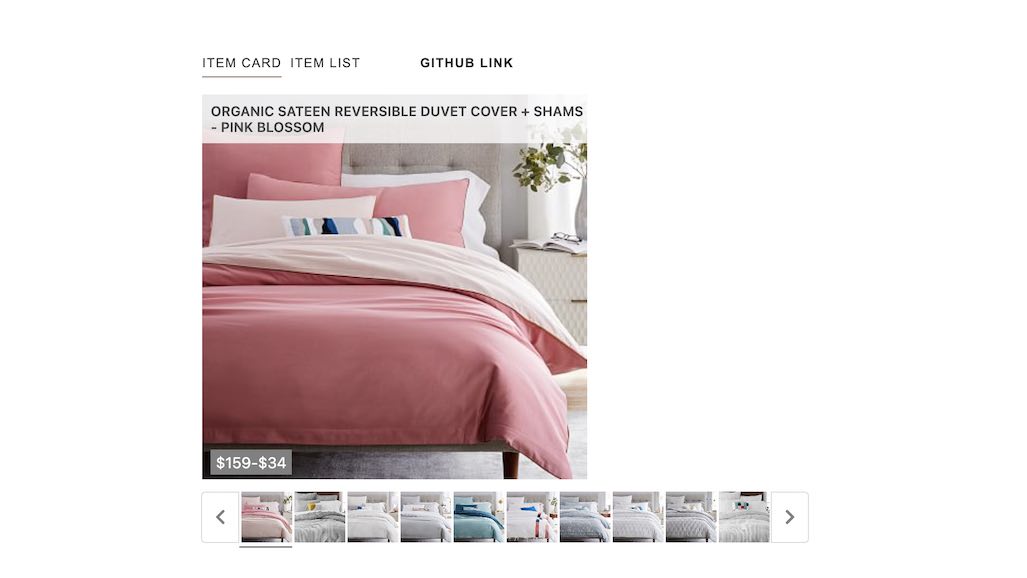 ITEM CARD ITEM LIST GITHUB LINK
ORGANIC SATEEN REVERSIBLE DUVET COVER + SHAMS
- PINK BLOSSOM
$159-$34